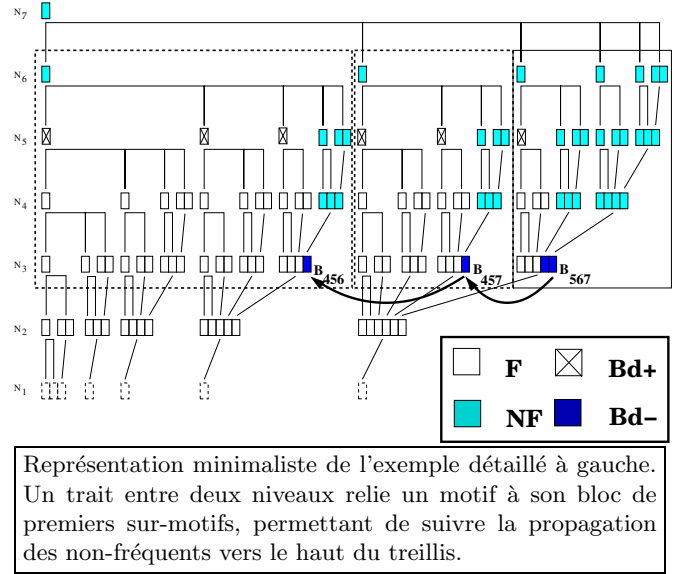 N7
N6
N5
N4
N3
B456
B457
B567
N2
N1
F
Bd+
NF
Bd−
Représentation minimaliste de l'exemple détaillé à gauche.
Un trait entre deux niveaux relie un motif à son bloc de
premiers sur-motifs, permettant de suivre la propagation
des non-fréquents vers le haut du treillis.